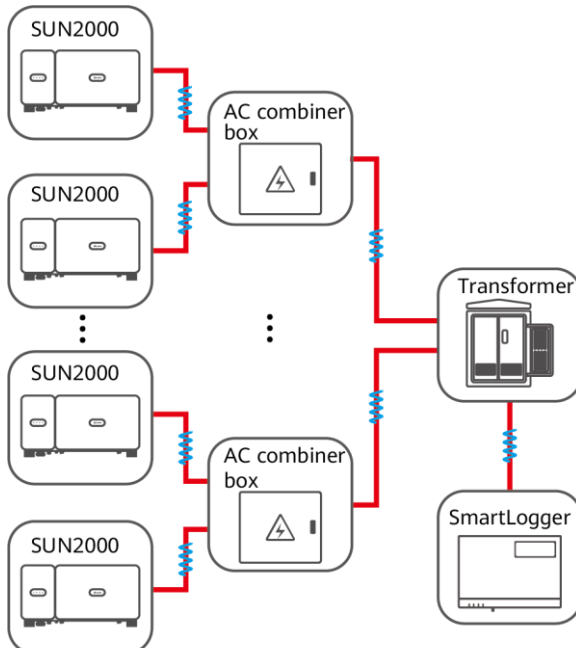 SUN2000
AC combiner
box
SUN2000
Transformer
SUN2000
AC combiner
box
SmartLogger
SUN2000